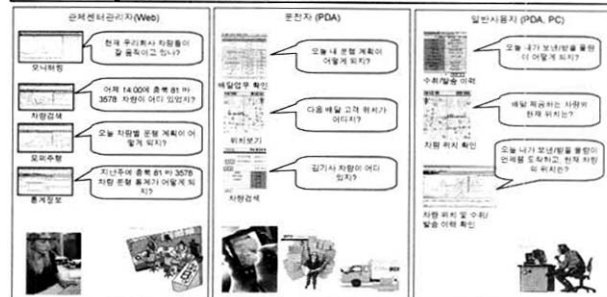 관제센터관리자(Web)
현재 우리회사 차량들이
잘 움직이고 있나?
모니터링
어제 14:00에 충북 81 바
3578 차량이 어디 있었지?
차량검색
오늘 차량별 운행 계획이 어
떻게 되지?
모의주행
지난주에 충북 81 바 3578
차량 운행 통계가 어떻게 되
지?
통계정보
운전자 (PDA)
오늘 내 운행 계획이
어떻게 되지?
배달업무 확인
다음 배달 고객 위치가
어디지?
위치보기
김기사 차량이 어디
있지?
차량검색
일반사용자 (PDA, PC)
오늘 내가 보낸/받을 물량
이 어떻게 되지?
수취/발송 이력
배달 제공하는 차량의
현재 위치는?
차량 위치 확인
오늘 내가 보낸/받을 물량이
언제쯤 도착하고, 현재 차량
의 위치는?
차량 위치 및 수취/
발송 이력 확인